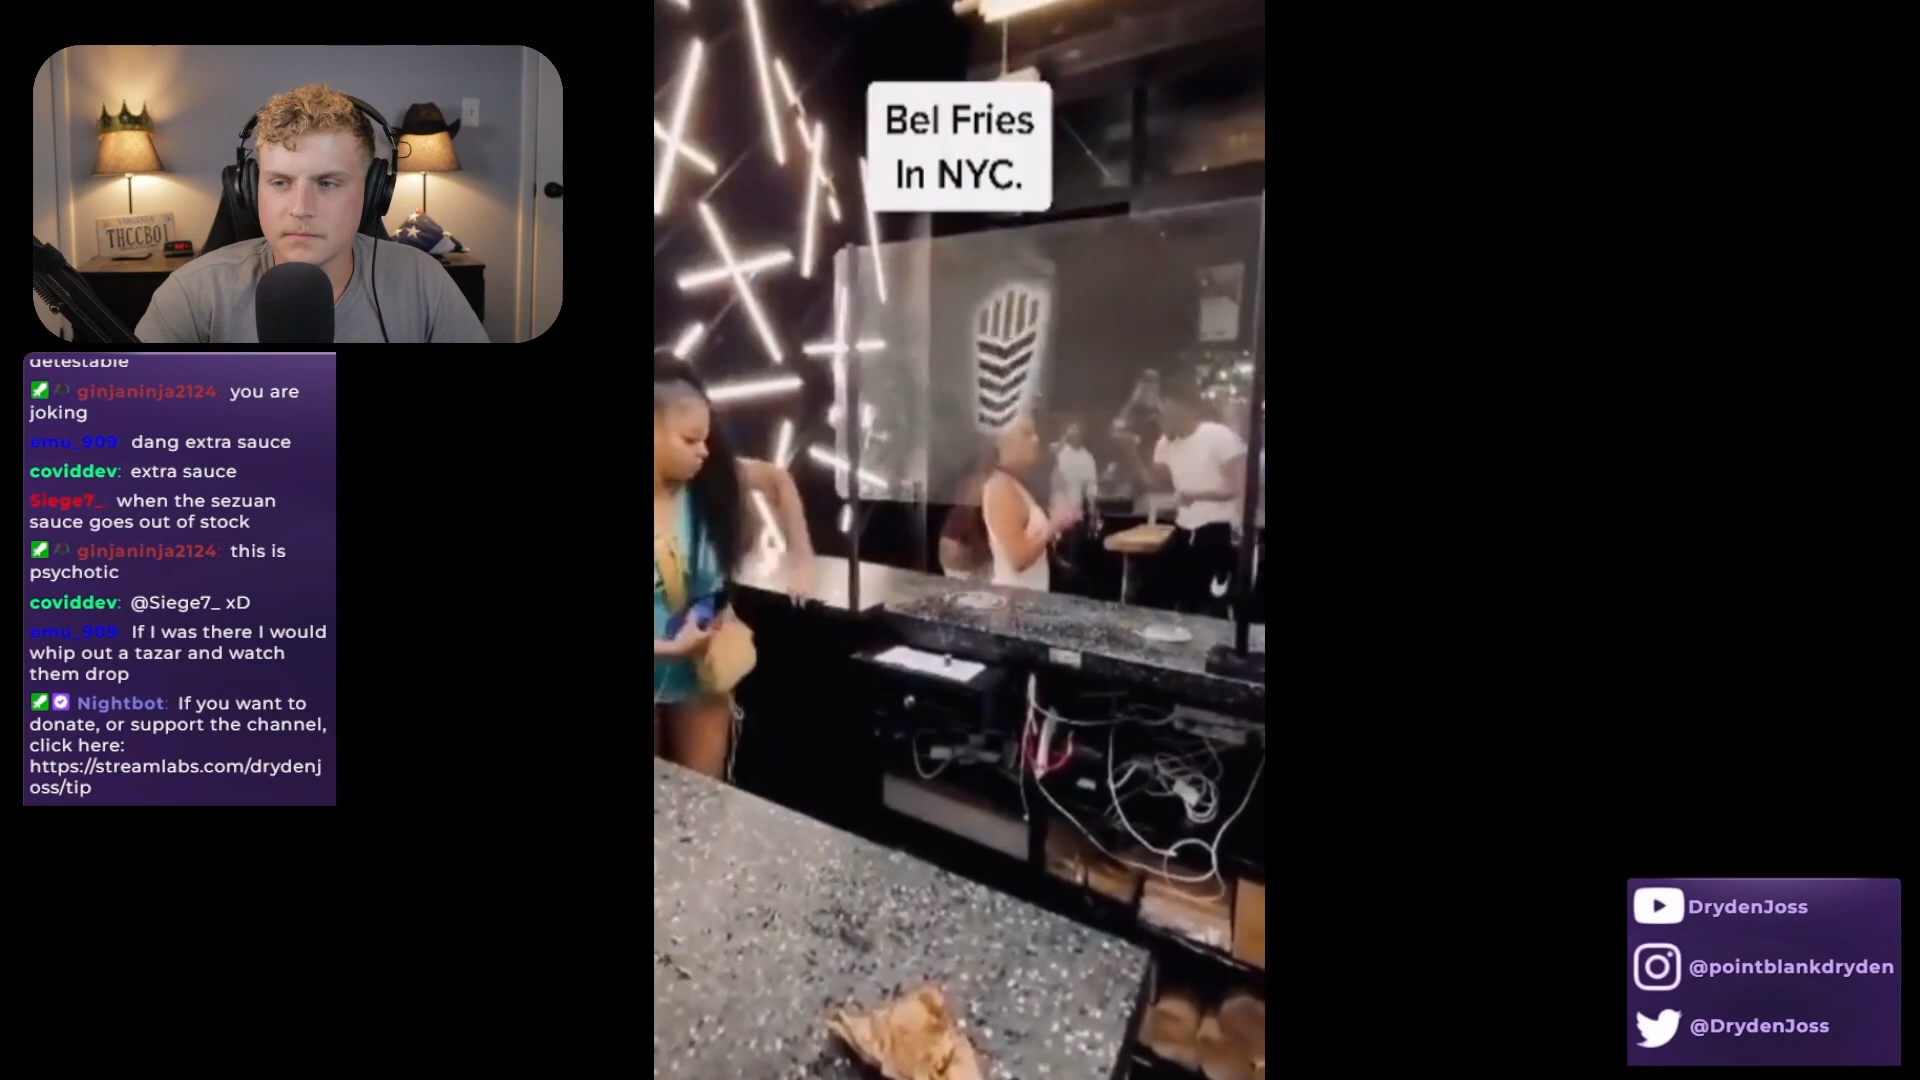 VIRGINIA
THCCBOI
detestable
ginjaninja2124: you are
joking
emu_909 dang extra sauce
coviddev: extra sauce
Siege7_ when the sezuan
sauce goes out of stock
ginjaninja2124: this is
psychotic
coviddev: @Siege7_ xD
emu_909 If I was there I would
whip out a tazar and watch
them drop
Nightbot: If you want to
donate, or support the channel,
click here:
https://streamlabs.com/drydenj
oss/tip
Bel Fries
In NYC.
DrydenJoss
@pointblankdryden
@DrydenJoss